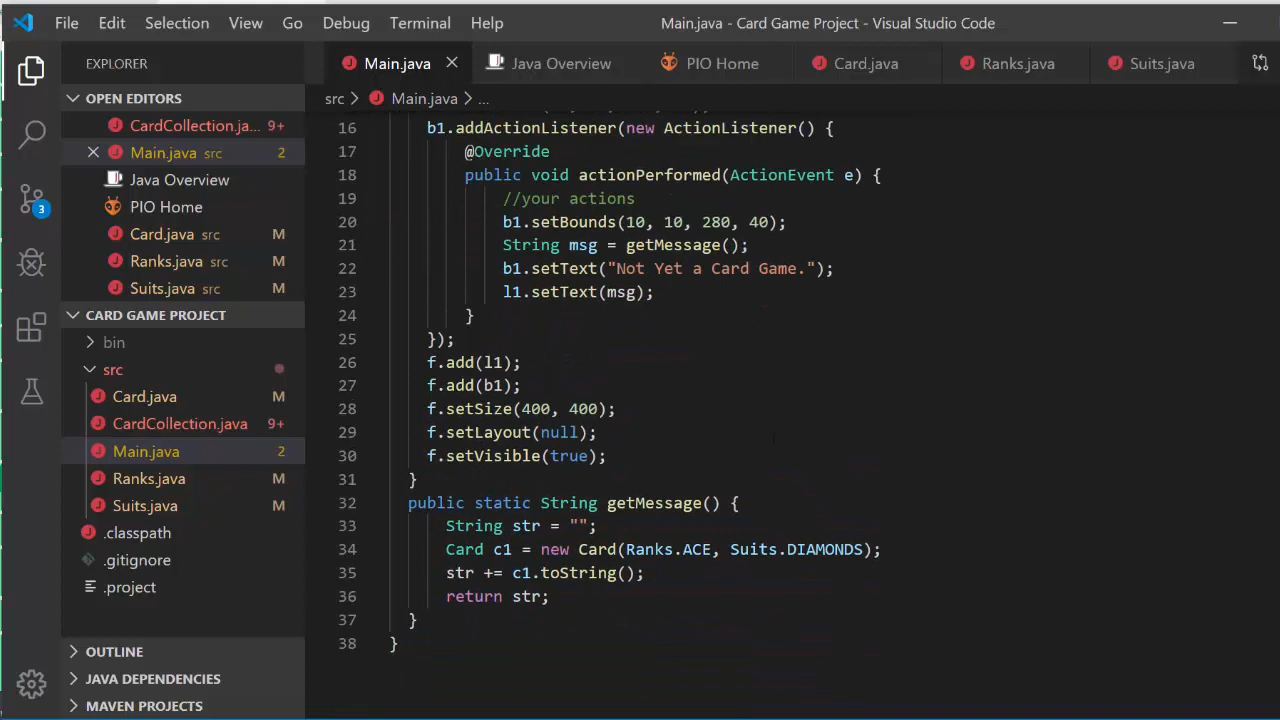 File Edit Selection View Go Debug Terminal Help Main.java - Card Game Project - Visual Studio Code
EXPLORER
OPEN EDITORS
CardCollection.ja... 9+
Main.java src 2
Java Overview
PIO Home
Card.java src M
Ranks.java src M
Suits.java src M
CARD GAME PROJECT
bin
src
Card.java M
CardCollection.java 9+
Main.java 2
Ranks.java M
Suits.java M
.classpath
.gitignore
.project
OUTLINE
JAVA DEPENDENCIES
MAVEN PROJECTS
3
Main.java Java Overview PIO Home Card.java Ranks.java Suits.java
src > Main.java > ...
16 b1.addActionListener(new ActionListener() {
17 @Override
18 public void actionPerformed(ActionEvent e) {
19 //your actions
20 b1.setBounds(10, 10, 280, 40);
21 String msg = getMessage();
22 b1.setText("Not Yet a Card Game.");
23 l1.setText(msg);
24 }
25 });
26 f.add(l1);
27 f.add(b1);
28 f.setSize(400, 400);
29 f.setLayout(null);
30 f.setVisible(true);
31 }
32 public static String getMessage() {
33 String str = "";
34 Card c1 = new Card(Ranks.ACE, Suits.DIAMONDS);
35 str += c1.toString();
36 return str;
37 }
38 }